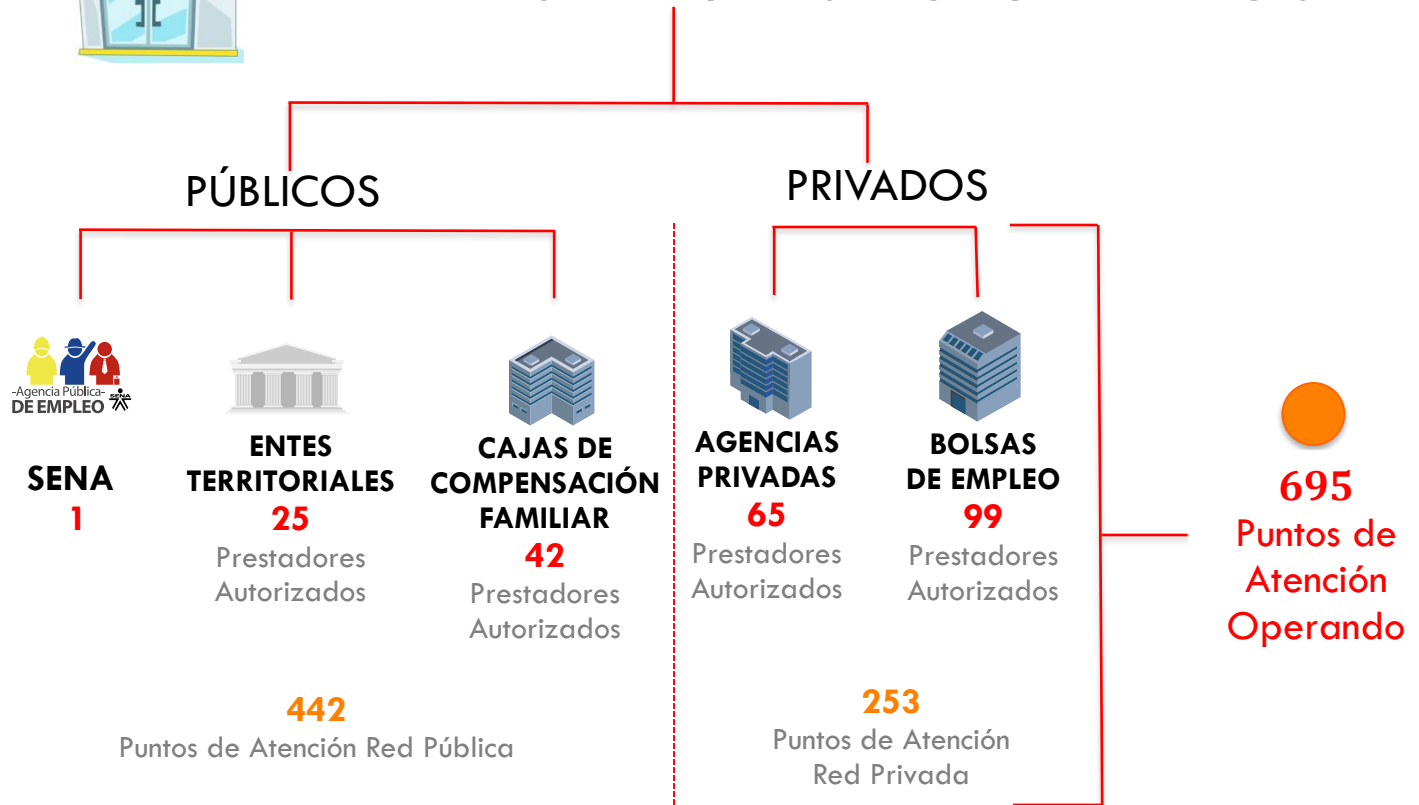 PÚBLICOS
PRIVADOS
-Agencia Pública-
DE EMPLEO
SENA
SENA
1
ENTES
TERRITORIALES
25
Prestadores
Autorizados
CAJAS DE
COMPENSACIÓN
FAMILIAR
42
Prestadores
Autorizados
AGENCIAS
PRIVADAS
65
Prestadores
Autorizados
BOLSAS
DE EMPLEO
99
Prestadores
Autorizados
695
Puntos de
Atención
Operando
442
Puntos de Atención Red Pública
253
Puntos de Atención
Red Privada